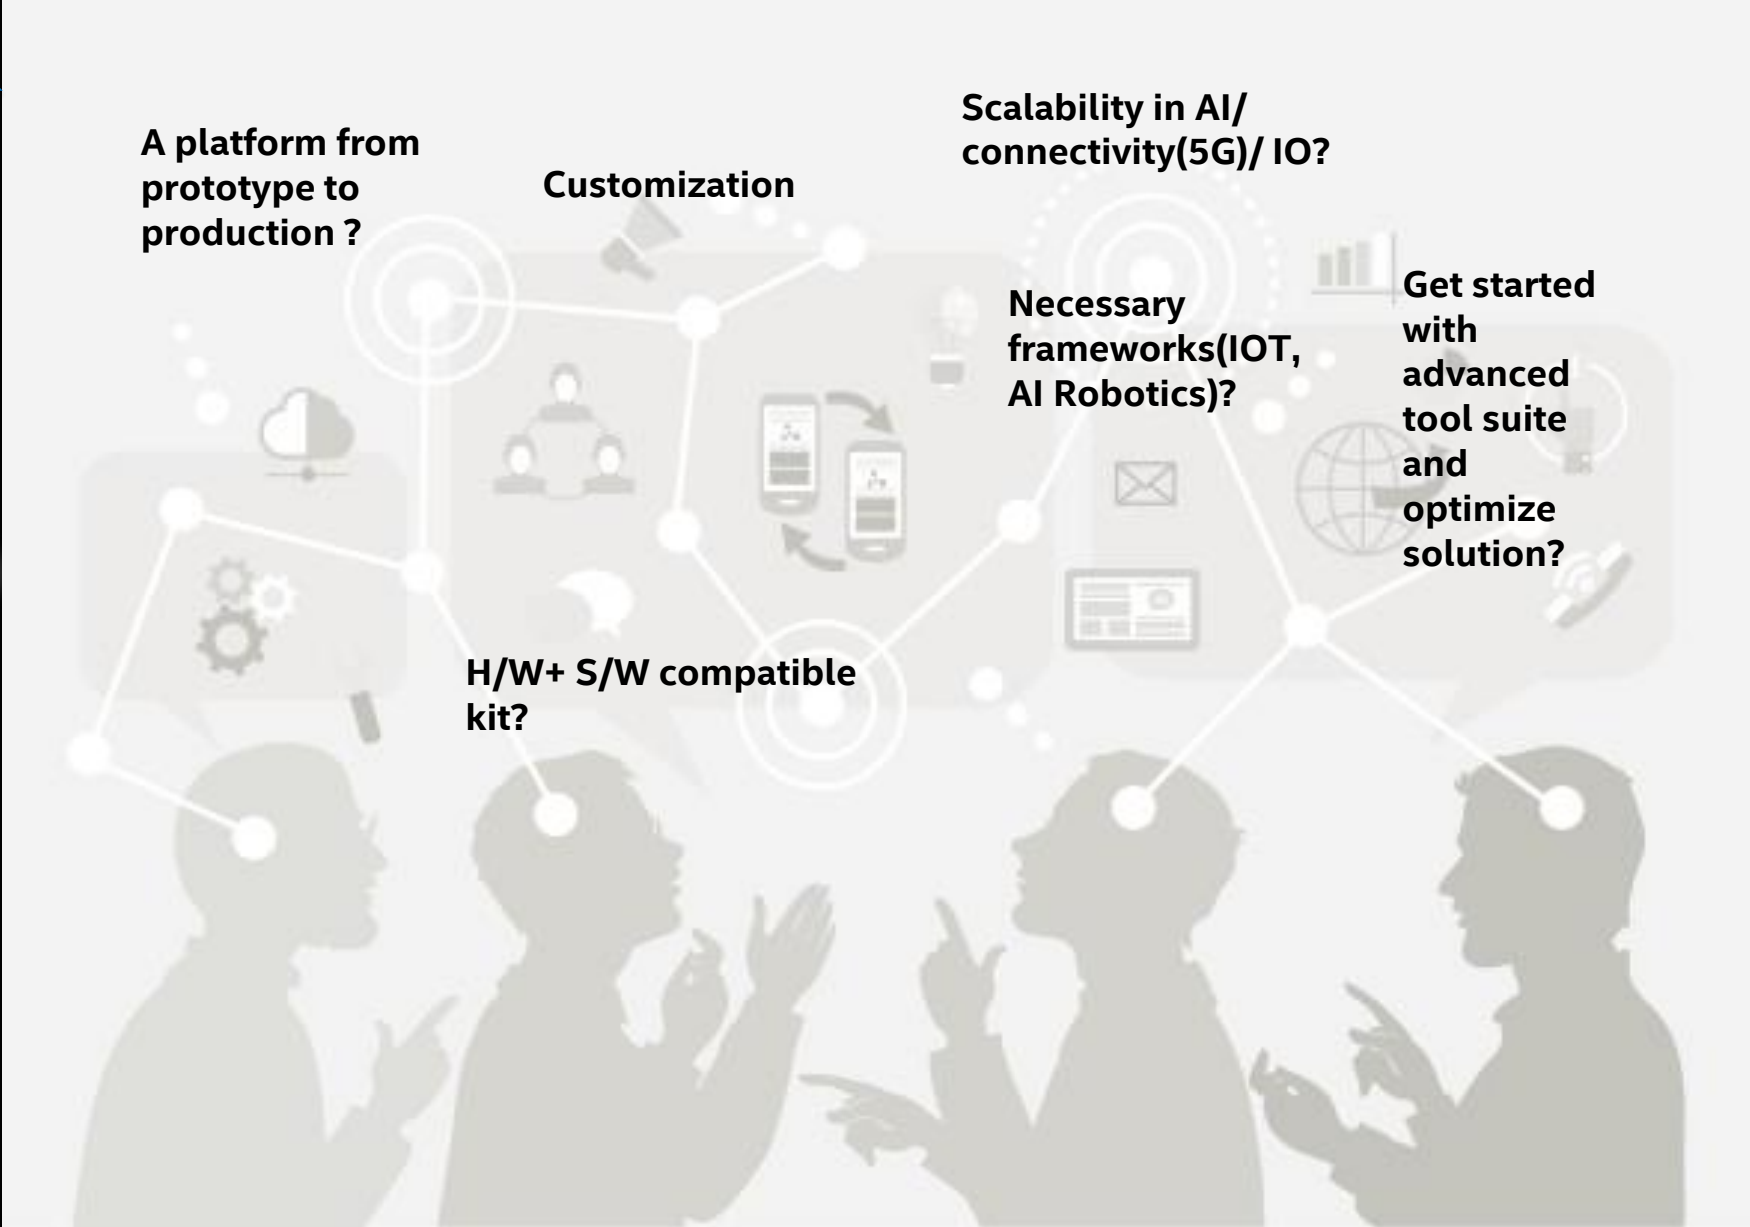 A platform from
prototype to
production ?
Customization
Scalability in AI/
connectivity(5G)/ IO?
Necessary
frameworks(IOT,
AI Robotics)?
Get started
with
advanced
tool suite
and
optimize
solution?
H/W+ S/W compatible
kit?